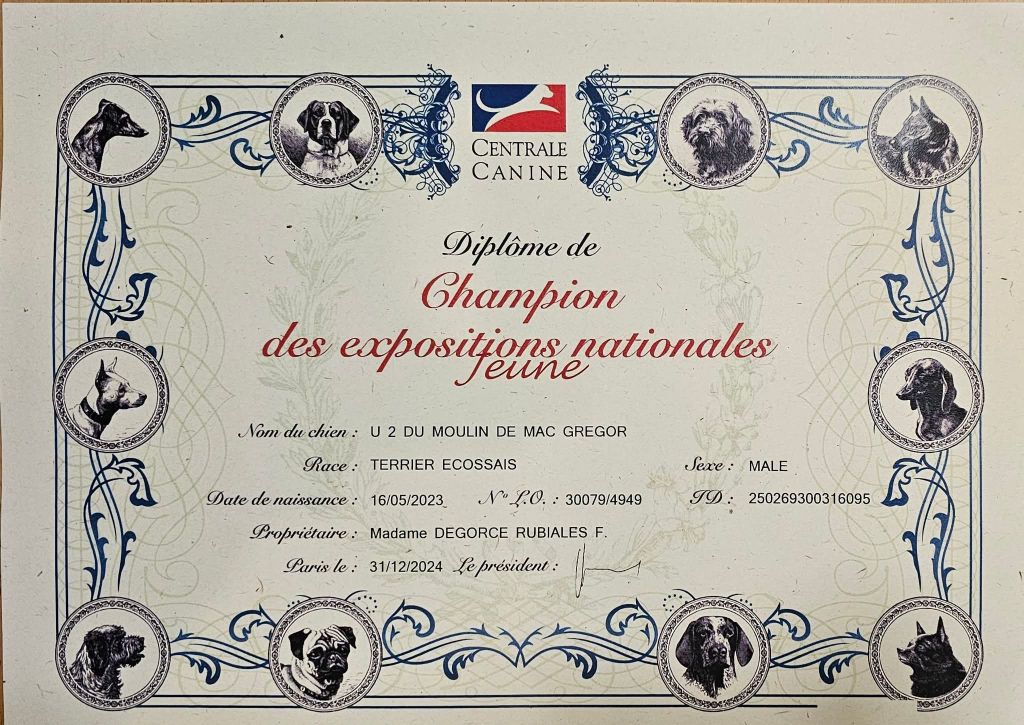 CENTRALE
CANINE
Diplôme de
Champion
des expositions nationales
Jeune
Nom du chien : U 2 DU MOULIN DE MAC GREGOR
Race : TERRIER ECOSSAIS Sexe : MALE
Date de naissance : 16/05/2023 N° L.O. : 30079/4949 ID : 250269300316095
Propriétaire : Madame DEGORCE RUBIALES F.
Paris le : 31/12/2024 Le président :